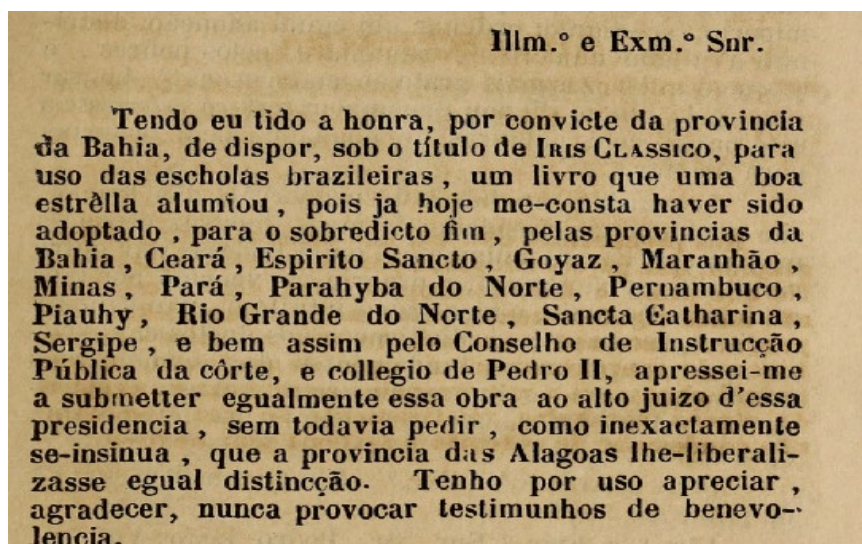 Illm.º e Exm.º Snr.
Tendo eu tido a honra, por convicte da provincia
da Bahia, de dispor, sob o título de IRIS CLASSICO, para
uso das escholas brazileiras, um livro que uma boa
estrêlla alumiou, pois ja hoje me-consta haver sido
adoptado, para o sobredicto fim, pelas provincias da
Bahia, Ceará, Espirito Sancto, Goyaz, Maranhão,
Minas, Pará, Parahyba do Norte, Pernambuco,
Piauhy, Rio Grande do Norte, Sancta Catharina,
Sergipe, e bem assim pelo Conselho de Instrucção
Pública da côrte, e collegio de Pedro II, apressei-me
a submetter egualmente essa obra ao alto juizo d'essa
presidencia, sem todavia pedir, como inexactamente
se-insinua, que a provincia das Alagoas lhe-liberali-
zasse egual distincção. Tenho por uso apreciar,
agradecer, nunca provocar testimunhos de benevo-
lencia.